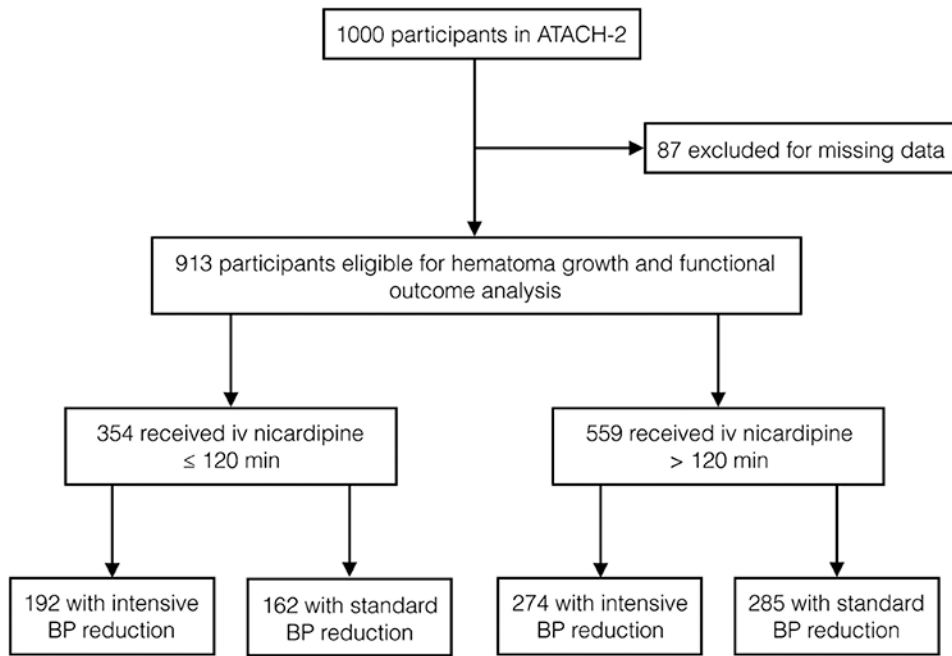 1000 participants in ATACH-2
87 excluded for missing data
913 participants eligible for hematoma growth and functional
outcome analysis
354 received iv nicardipine
≤ 120 min
559 received iv nicardipine
> 120 min
192 with intensive
BP reduction
162 with standard
BP reduction
274 with intensive
BP reduction
285 with standard
BP reduction